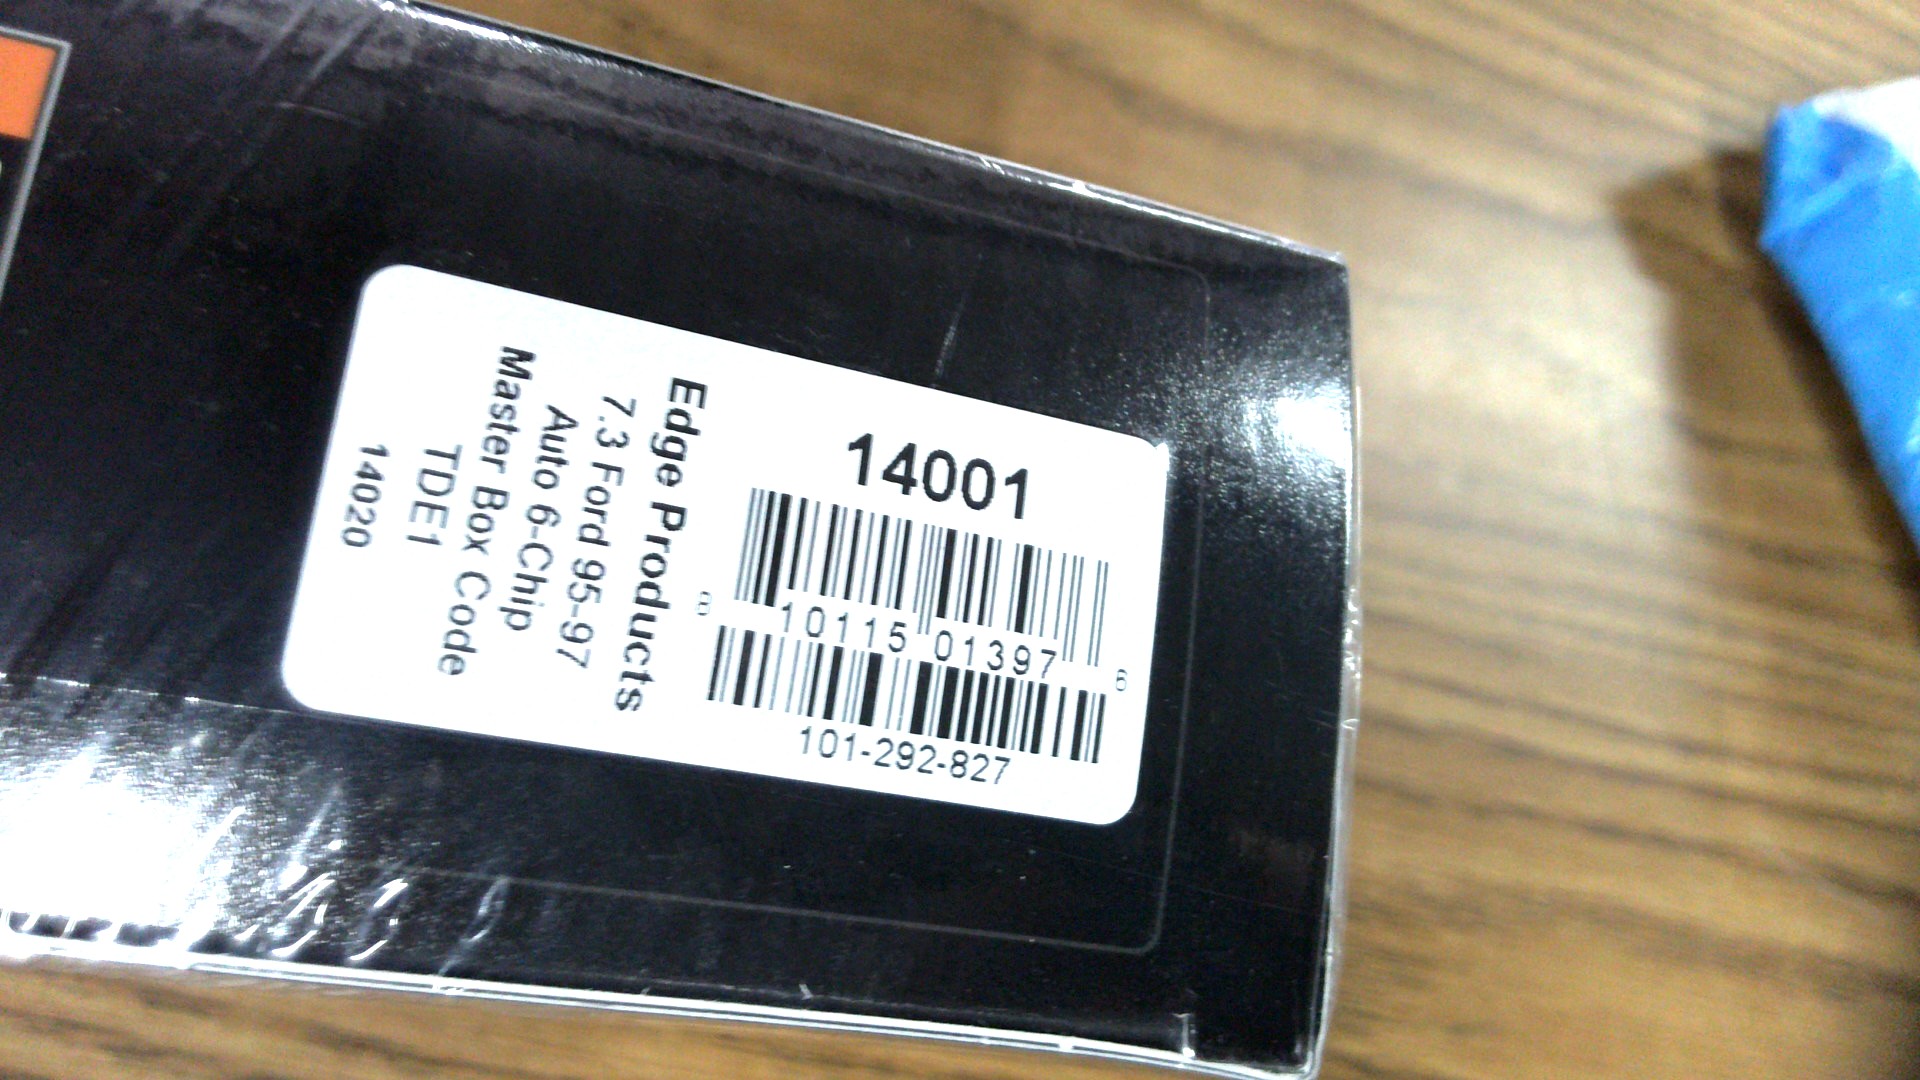 14001
8 10115 01397 6
101-292-827
Edge Products
7.3 Ford 95-97
Auto 6-Chip
Master Box Code
TDE1
14020